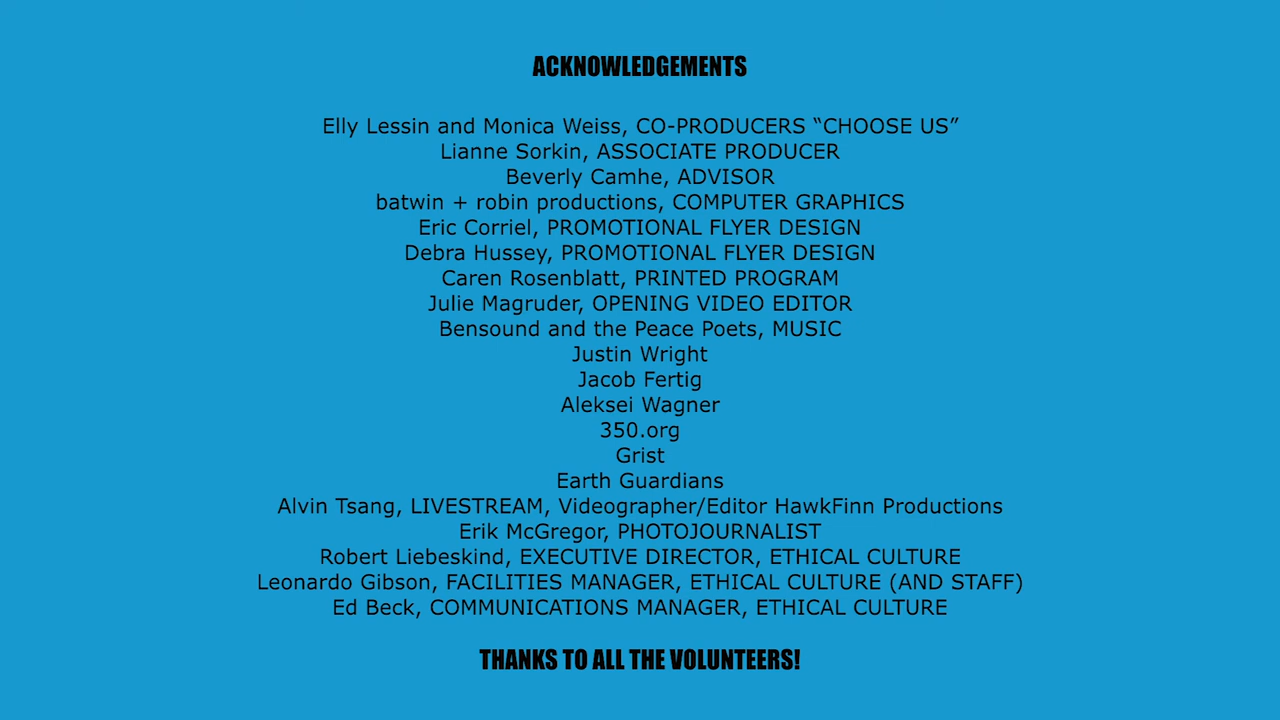 ACKNOWLEDGEMENTS
Elly Lessin and Monica Weiss, CO-PRODUCERS “CHOOSE US”
Lianne Sorkin, ASSOCIATE PRODUCER
Beverly Camhe, ADVISOR
batwin + robin productions, COMPUTER GRAPHICS
Eric Corriel, PROMOTIONAL FLYER DESIGN
Debra Hussey, PROMOTIONAL FLYER DESIGN
Caren Rosenblatt, PRINTED PROGRAM
Julie Magruder, OPENING VIDEO EDITOR
Bensound and the Peace Poets, MUSIC
Justin Wright
Jacob Fertig
Aleksei Wagner
350.org
Grist
Earth Guardians
Alvin Tsang, LIVESTREAM, Videographer/Editor HawkFinn Productions
Erik McGregor, PHOTOJOURNALIST
Robert Liebeskind, EXECUTIVE DIRECTOR, ETHICAL CULTURE
Leonardo Gibson, FACILITIES MANAGER, ETHICAL CULTURE (AND STAFF)
Ed Beck, COMMUNICATIONS MANAGER, ETHICAL CULTURE
THANKS TO ALL THE VOLUNTEERS!